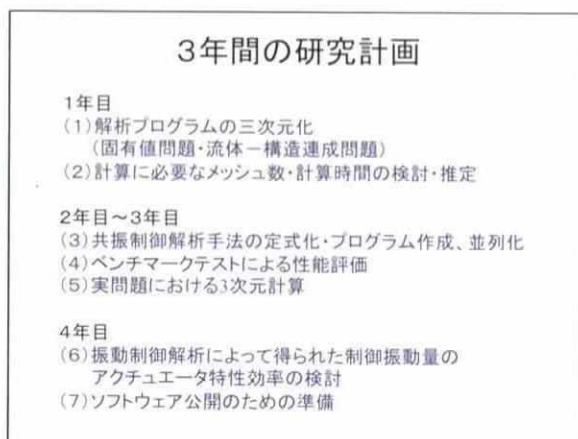 3年間の研究計画
1年目
(1)解析プログラムの三次元化
(固有値問題・流体－構造連成問題)
(2)計算に必要なメッシュ数・計算時間の検討・推定
2年目～3年目
(3)共振制御解析手法の定式化・プログラム作成、並列化
(4)ベンチマークテストによる性能評価
(5)実問題における3次元計算
4年目
(6)振動制御解析によって得られた制御振動量の
アクチュエータ特性効率の検討
(7)ソフトウェア公開のための準備